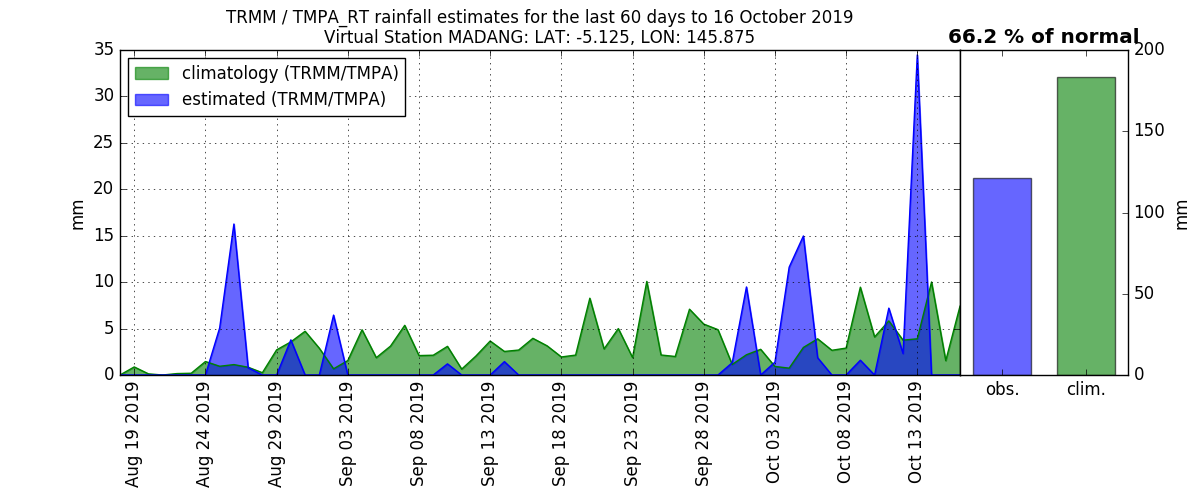 TRMM / TMPA_RT rainfall estimates for the last 60 days to 16 October 2019
Virtual Station MADANG: LAT: -5.125, LON: 145.875
66.2 % of normal
climatology (TRMM/TMPA)
estimated (TRMM/TMPA)
35
30
25
20
15
10
5
0
mm
Aug 19 2019
Aug 24 2019
Aug 29 2019
Sep 03 2019
Sep 08 2019
Sep 13 2019
Sep 18 2019
Sep 23 2019
Sep 28 2019
Oct 03 2019
Oct 08 2019
Oct 13 2019
200
150
100
50
0
mm
obs.
clim.